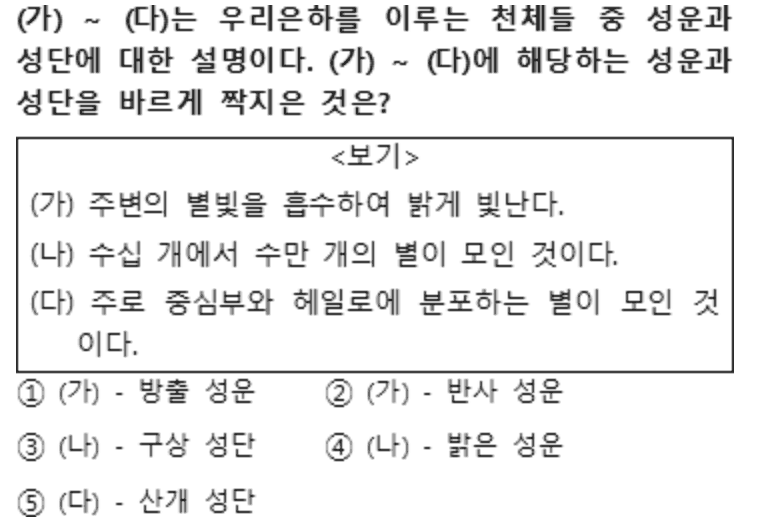 (가) ~ (다)는 우리은하를 이루는 천체들 중 성운과
성단에 대한 설명이다. (가) ~ (다)에 해당하는 성운과
성단을 바르게 짝지은 것은?
<보기>
(가) 주변의 별빛을 흡수하여 밝게 빛난다.
(나) 수십 개에서 수만 개의 별이 모인 것이다.
(다) 주로 중심부와 헤일로에 분포하는 별이 모인 것
이다.
① (가) - 방출 성운 ② (가) - 반사 성운
③ (나) - 구상 성단 ④ (나) - 밝은 성운
⑤ (다) - 산개 성단